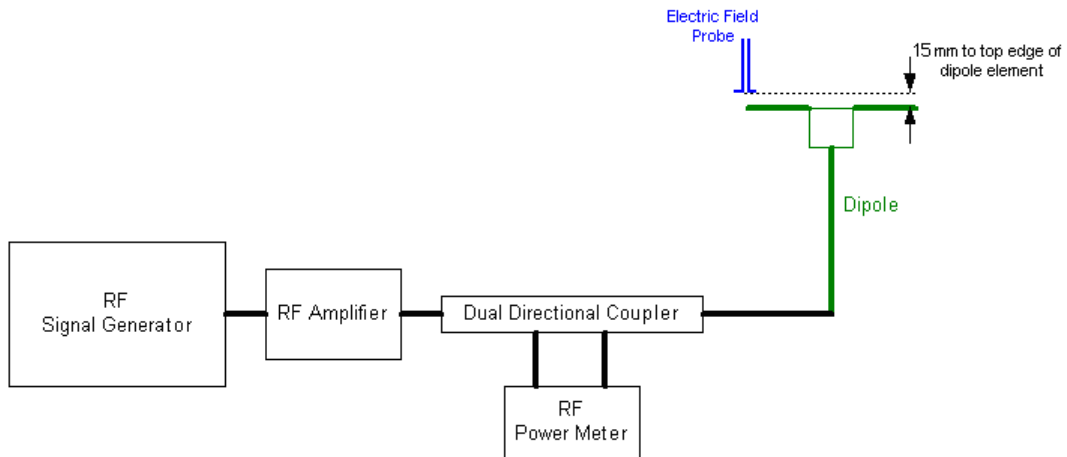 Electric Field
Probe
15 mm to top edge of
dipole element
Dipole
RF
Signal Generator
RF Amplifier
Dual Directional Coupler
RF
Power Meter